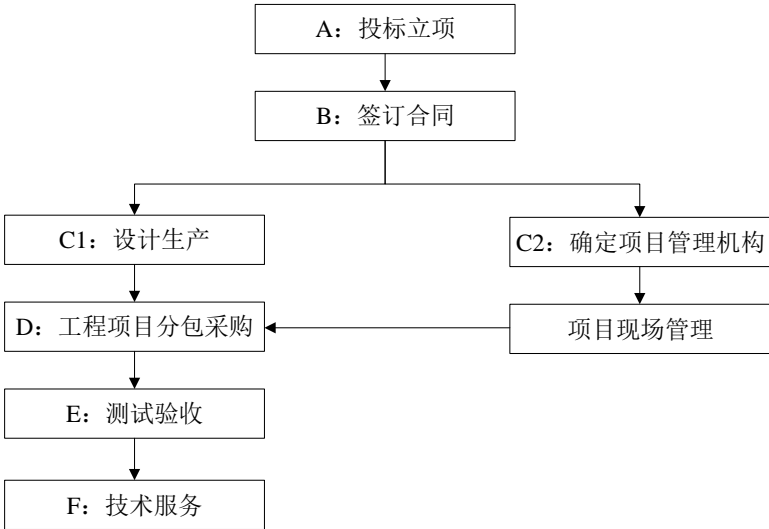 A：投标立项
B：签订合同
C1：设计生产
C2：确定项目管理机构
D：工程项目分包采购
项目现场管理
E：测试验收
F：技术服务